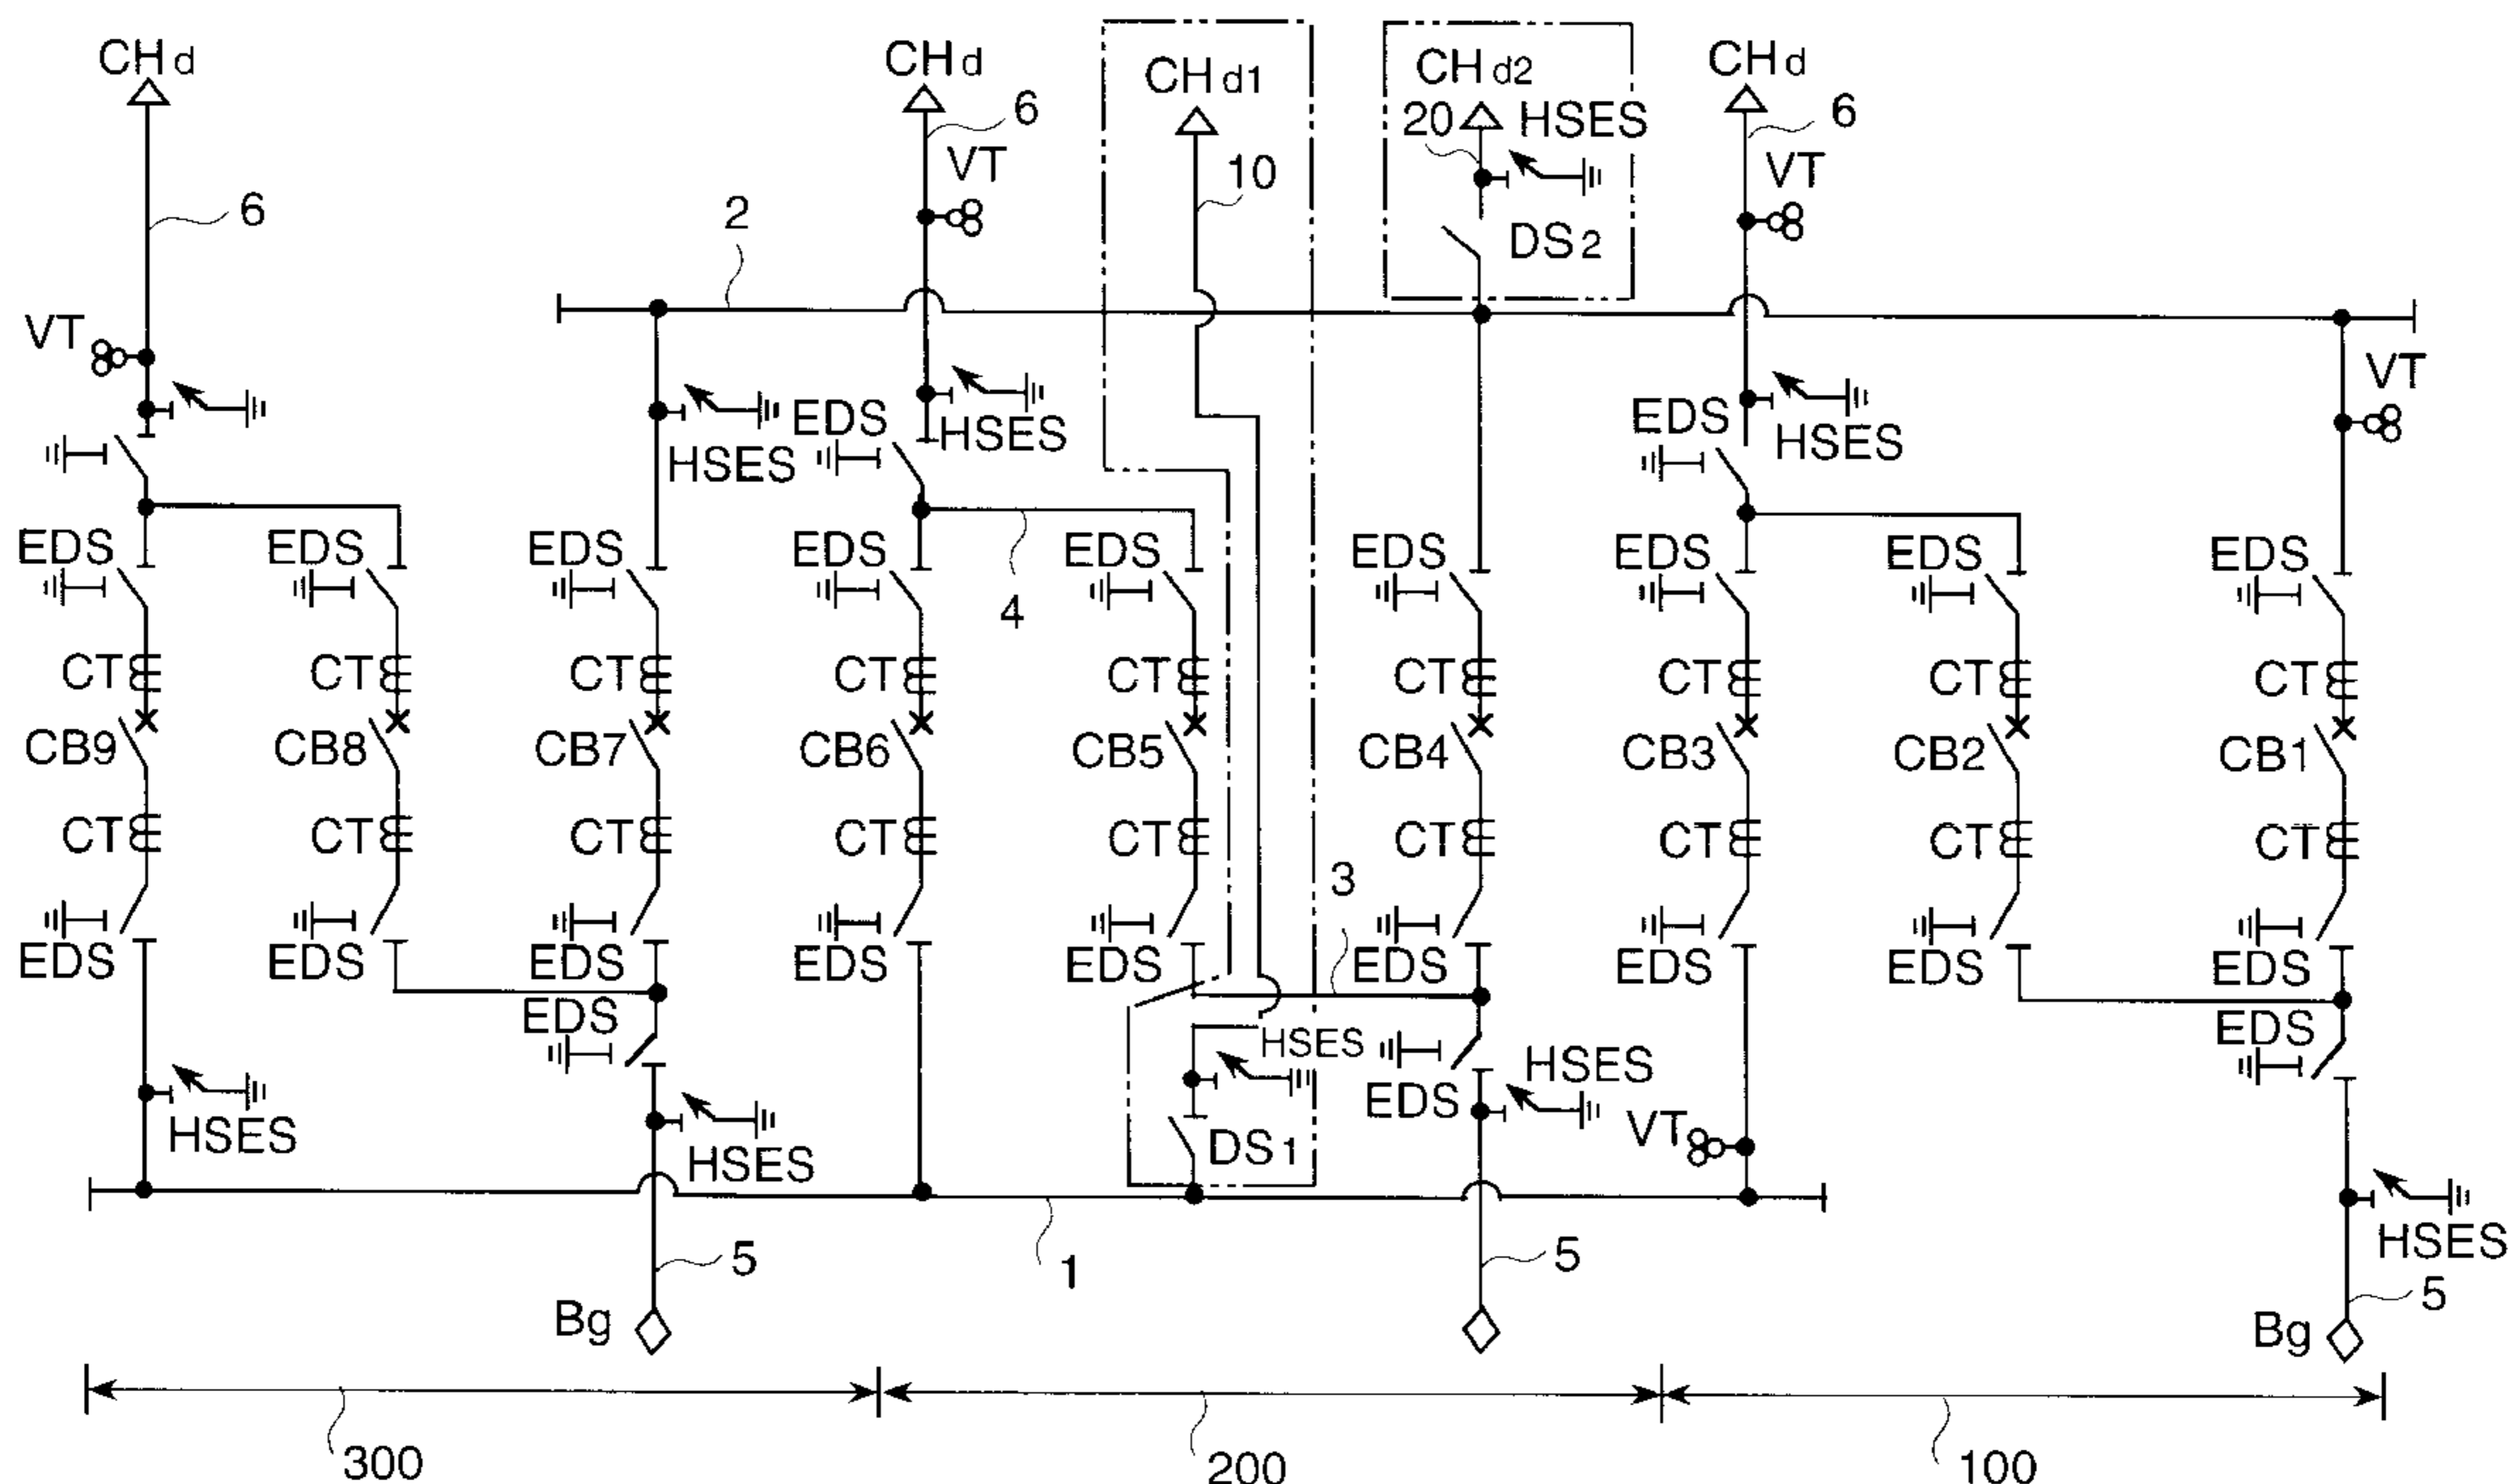 CHd CHd CHd1 CHd2 CHd
6 20 HSES 6
VT 10 VT
6 2 DS2
VT VT
EDS EDS
HSES HSES HSES
EDS EDS EDS EDS EDS EDS EDS EDS EDS
4
CT CT CT CT CT CT CT CT CT
CB9 CB8 CB7 CB6 CB5 CB4 CB3 CB2 CB1
CT CT CT CT CT CT CT CT CT
3
EDS EDS EDS EDS EDS EDS EDS EDS EDS
EDS HSES HSES EDS
EDS
HSES HSES DS1 VT
1 5 5 HSES
5
Bg Bg
300 200 100